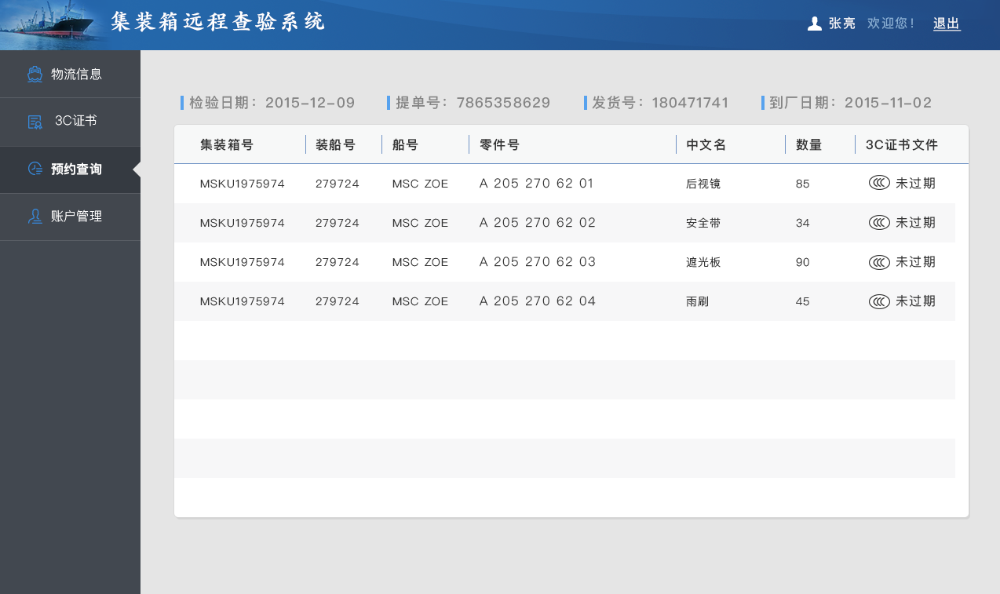 集装箱远程查验系统
张亮 欢迎您! 退出
物流信息
3C证书
预约查询
账户管理
检验日期: 2015-12-09 提单号: 7865358629 发货号: 180471741 到厂日期: 2015-11-02
集装箱号 装船号 船号 零件号 中文名 数量 3C证书文件
MSKU1975974 279724 MSC ZOE A 205 270 62 01 后视镜 85 未过期
MSKU1975974 279724 MSC ZOE A 205 270 62 02 安全带 34 未过期
MSKU1975974 279724 MSC ZOE A 205 270 62 03 遮光板 90 未过期
MSKU1975974 279724 MSC ZOE A 205 270 62 04 雨刷 45 未过期